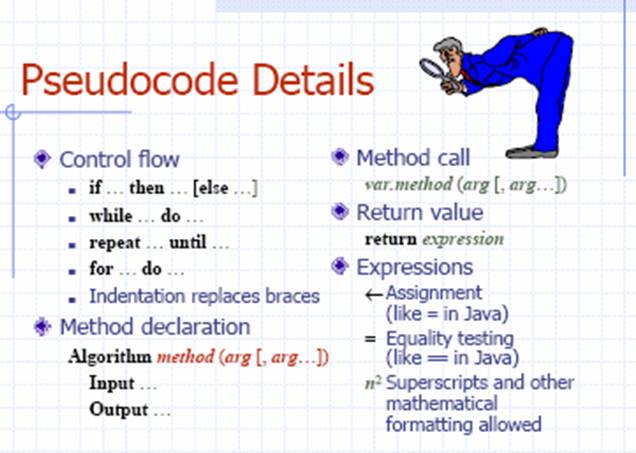 Pseudocode Details
Control flow
if … then … [else …]
while … do …
repeat … until …
for … do …
Indentation replaces braces
Method declaration
Algorithm method (arg [, arg…])
Input …
Output …
Method call
var.method (arg [, arg…])
Return value
return expression
Expressions
← Assignment
(like = in Java)
= Equality testing
(like == in Java)
n² Superscripts and other
mathematical
formatting allowed